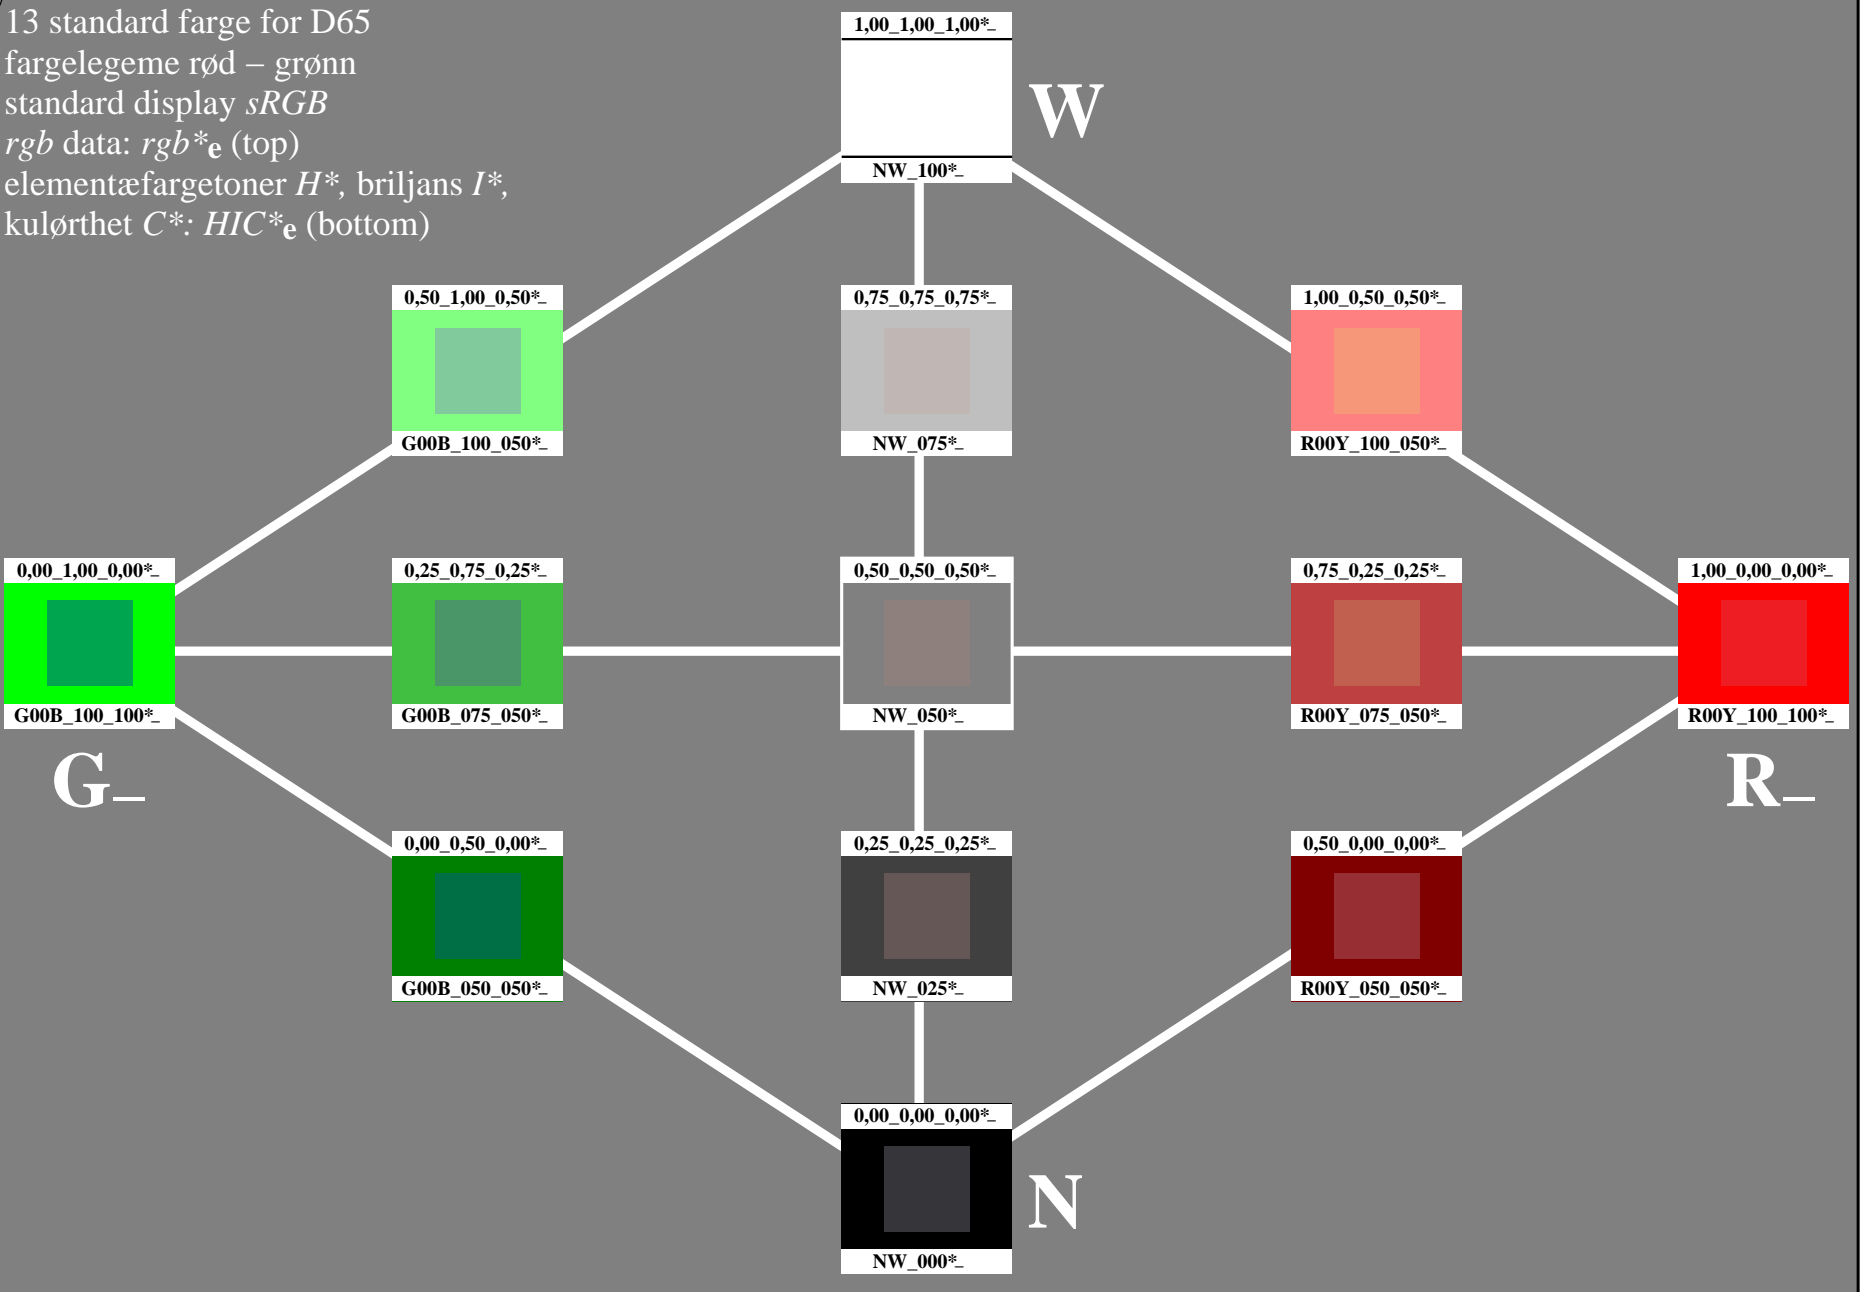 13 standard farge for D65
fargelegeme rød – grønn
standard display sRGB
rgb data: rgb*e (top)
elementæfargetoner H*, briljans I*,
kulørthet C*: HIC*e (bottom)
1,00_1,00_1,00*_
W
NW_100*_
0,50_1,00_0,50*_
0,75_0,75_0,75*_
1,00_0,50_0,50*_
G00B_100_050*_
NW_075*_
R00Y_100_050*_
0,00_1,00_0,00*_
0,25_0,75_0,25*_
0,50_0,50_0,50*_
0,75_0,25_0,25*_
1,00_0,00_0,00*_
G00B_100_100*_
G00B_075_050*_
NW_050*_
R00Y_075_050*_
R00Y_100_100*_
G_
R_
0,00_0,50_0,00*_
0,25_0,25_0,25*_
0,50_0,00_0,00*_
G00B_050_050*_
NW_025*_
R00Y_050_050*_
0,00_0,00_0,00*_
N
NW_000*_